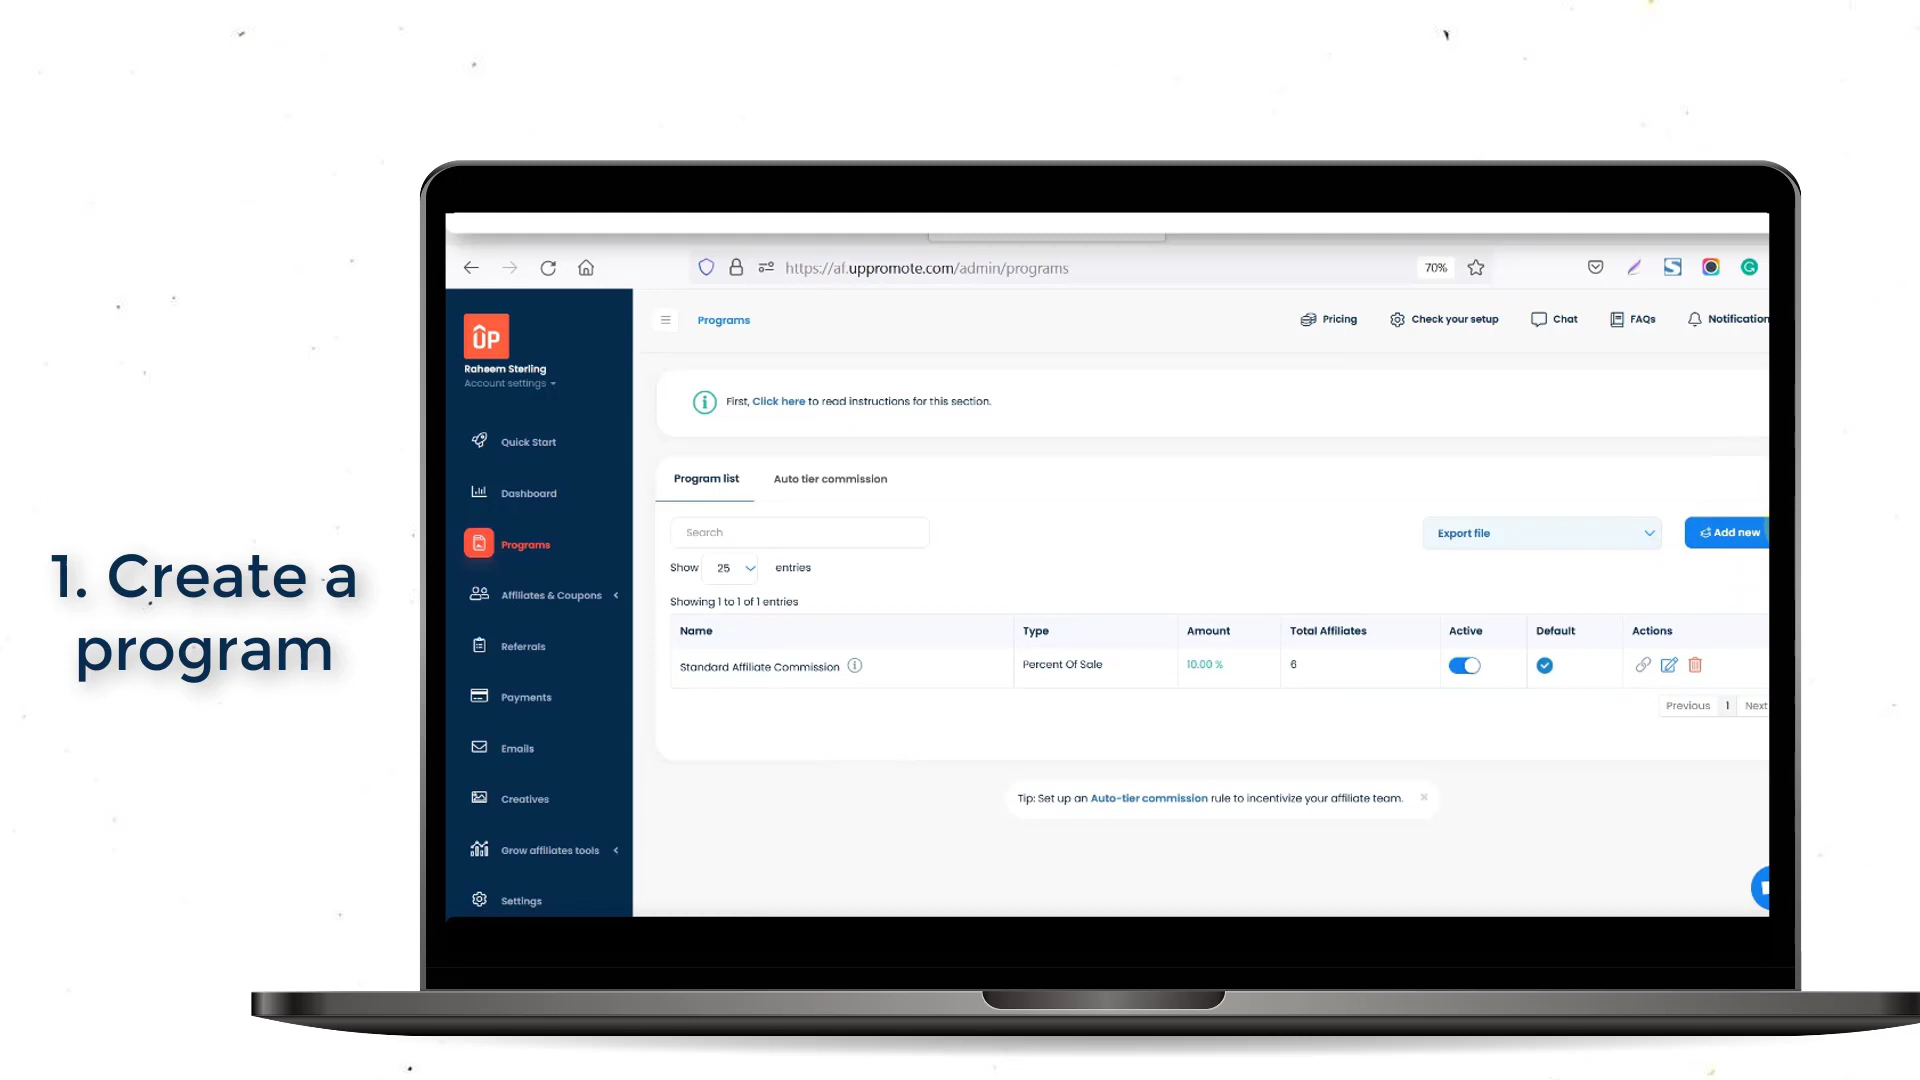 1. Create a
program
https://af.uppromote.com/admin/programs
70%
UP
Raheem Sterling
Account settings
Quick Start
Dashboard
Programs
Affiliates & Coupons
Referrals
Payments
Emails
Creatives
Grow affiliates tools
Settings
Programs
Pricing
Check your setup
Chat
FAQs
Notification
First, Click here to read instructions for this section.
Program list
Auto tier commission
Search
Export file
Add new
Show 25 entries
Showing 1 to 1 of 1 entries
Name Type Amount Total Affiliates Active Default Actions
Standard Affiliate Commission Percent Of Sale 10.00 % 6
Previous 1 Next
Tip: Set up an Auto-tier commission rule to incentivize your affiliate team.